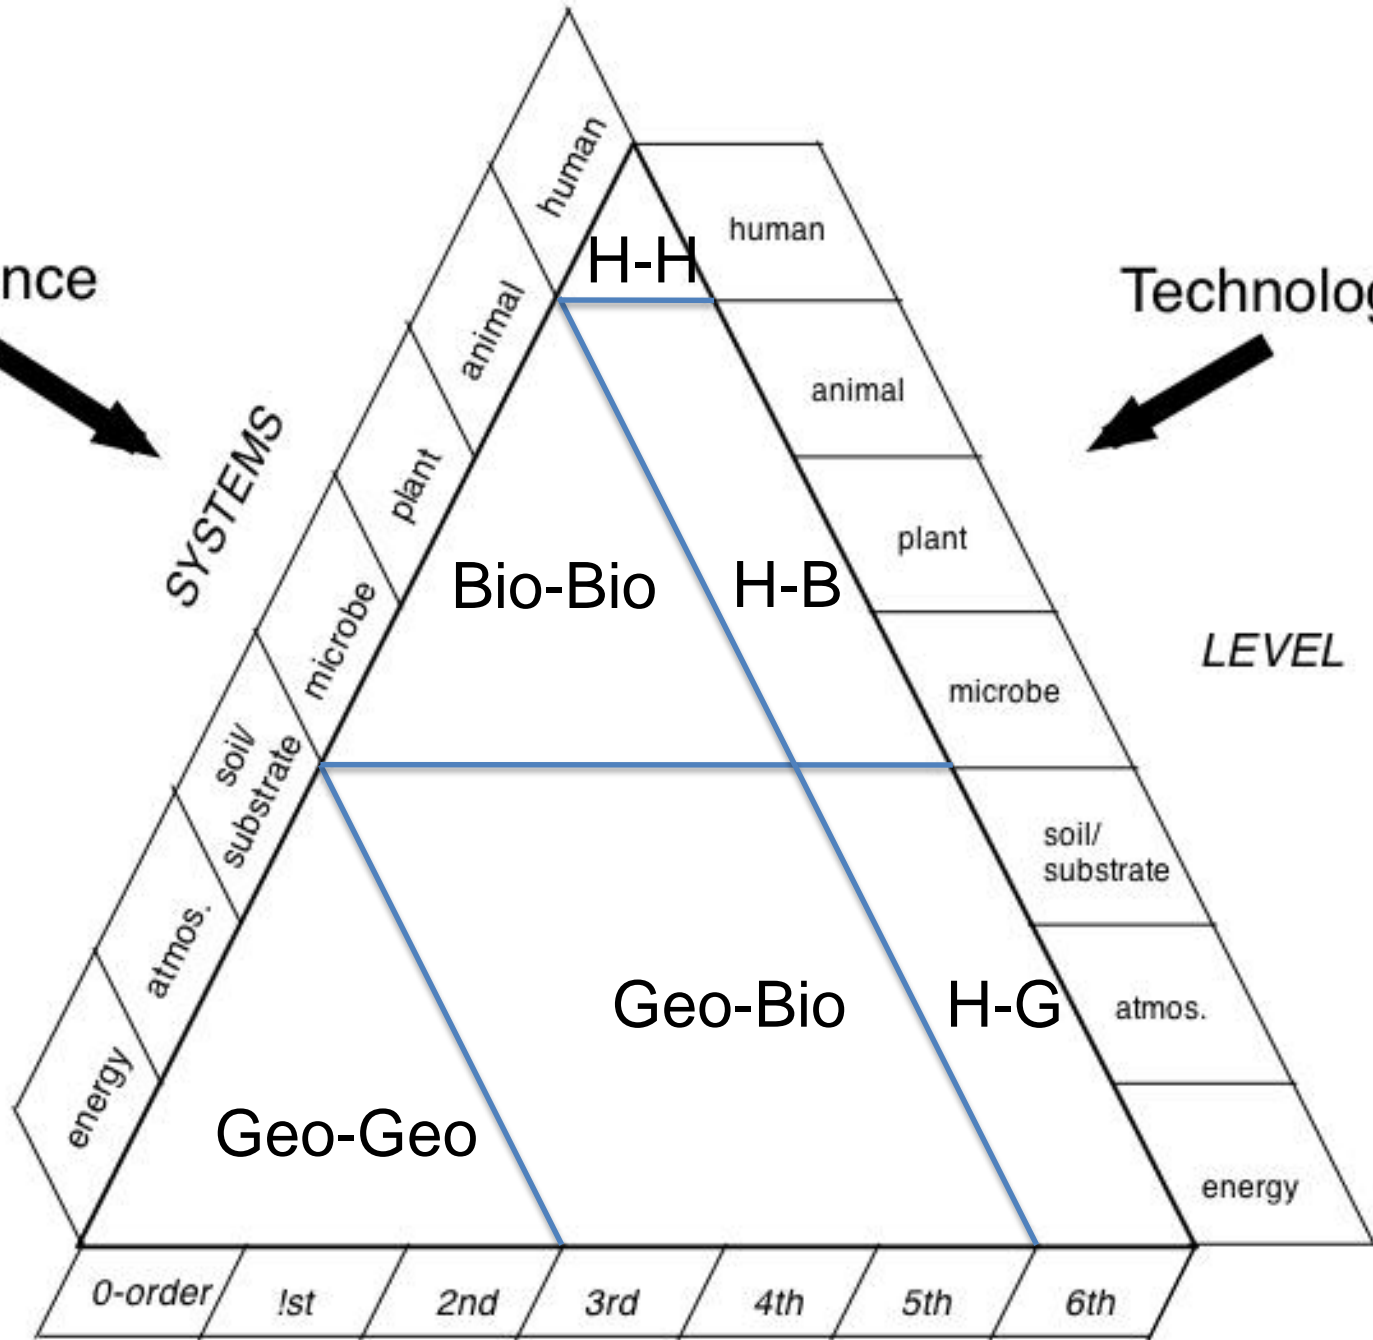 nce
Technolog
SYSTEMS
LEVEL
human
animal
plant
microbe
soil/
substrate
atmos.
energy
H-H
Bio-Bio
H-B
Geo-Bio
H-G
Geo-Geo
human
animal
plant
microbe
soil/
substrate
atmos.
energy
0-order
!st
2nd
3rd
4th
5th
6th